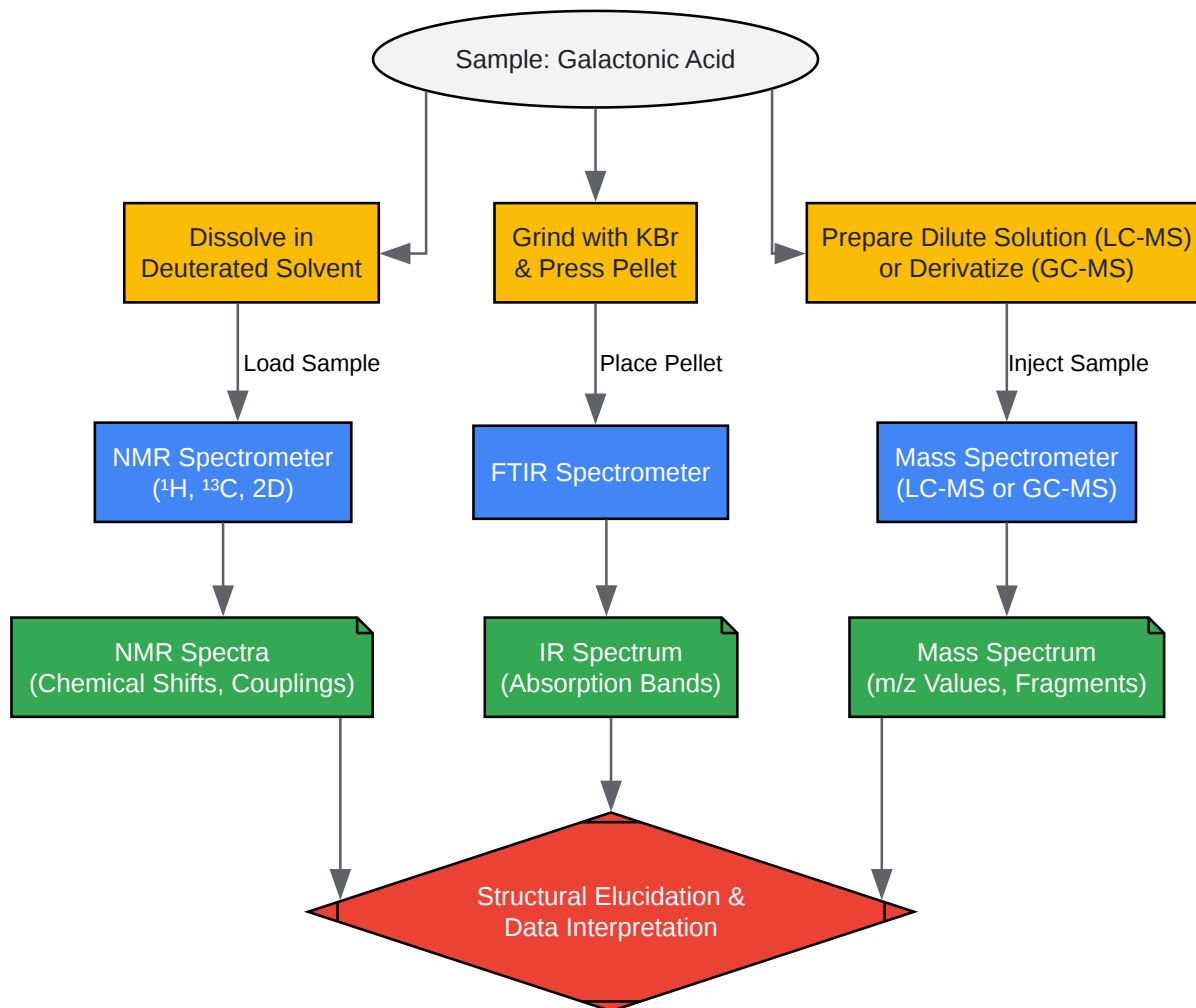 Sample: Galactonic Acid
Dissolve in
Deuterated Solvent
Grind with KBr
& Press Pellet
Prepare Dilute Solution (LC-MS)
or Derivatize (GC-MS)
Load Sample
Place Pellet
Inject Sample
NMR Spectrometer
(¹H, ¹³C, 2D)
FTIR Spectrometer
Mass Spectrometer
(LC-MS or GC-MS)
NMR Spectra
(Chemical Shifts, Couplings)
IR Spectrum
(Absorption Bands)
Mass Spectrum
(m/z Values, Fragments)
Structural Elucidation &
Data Interpretation